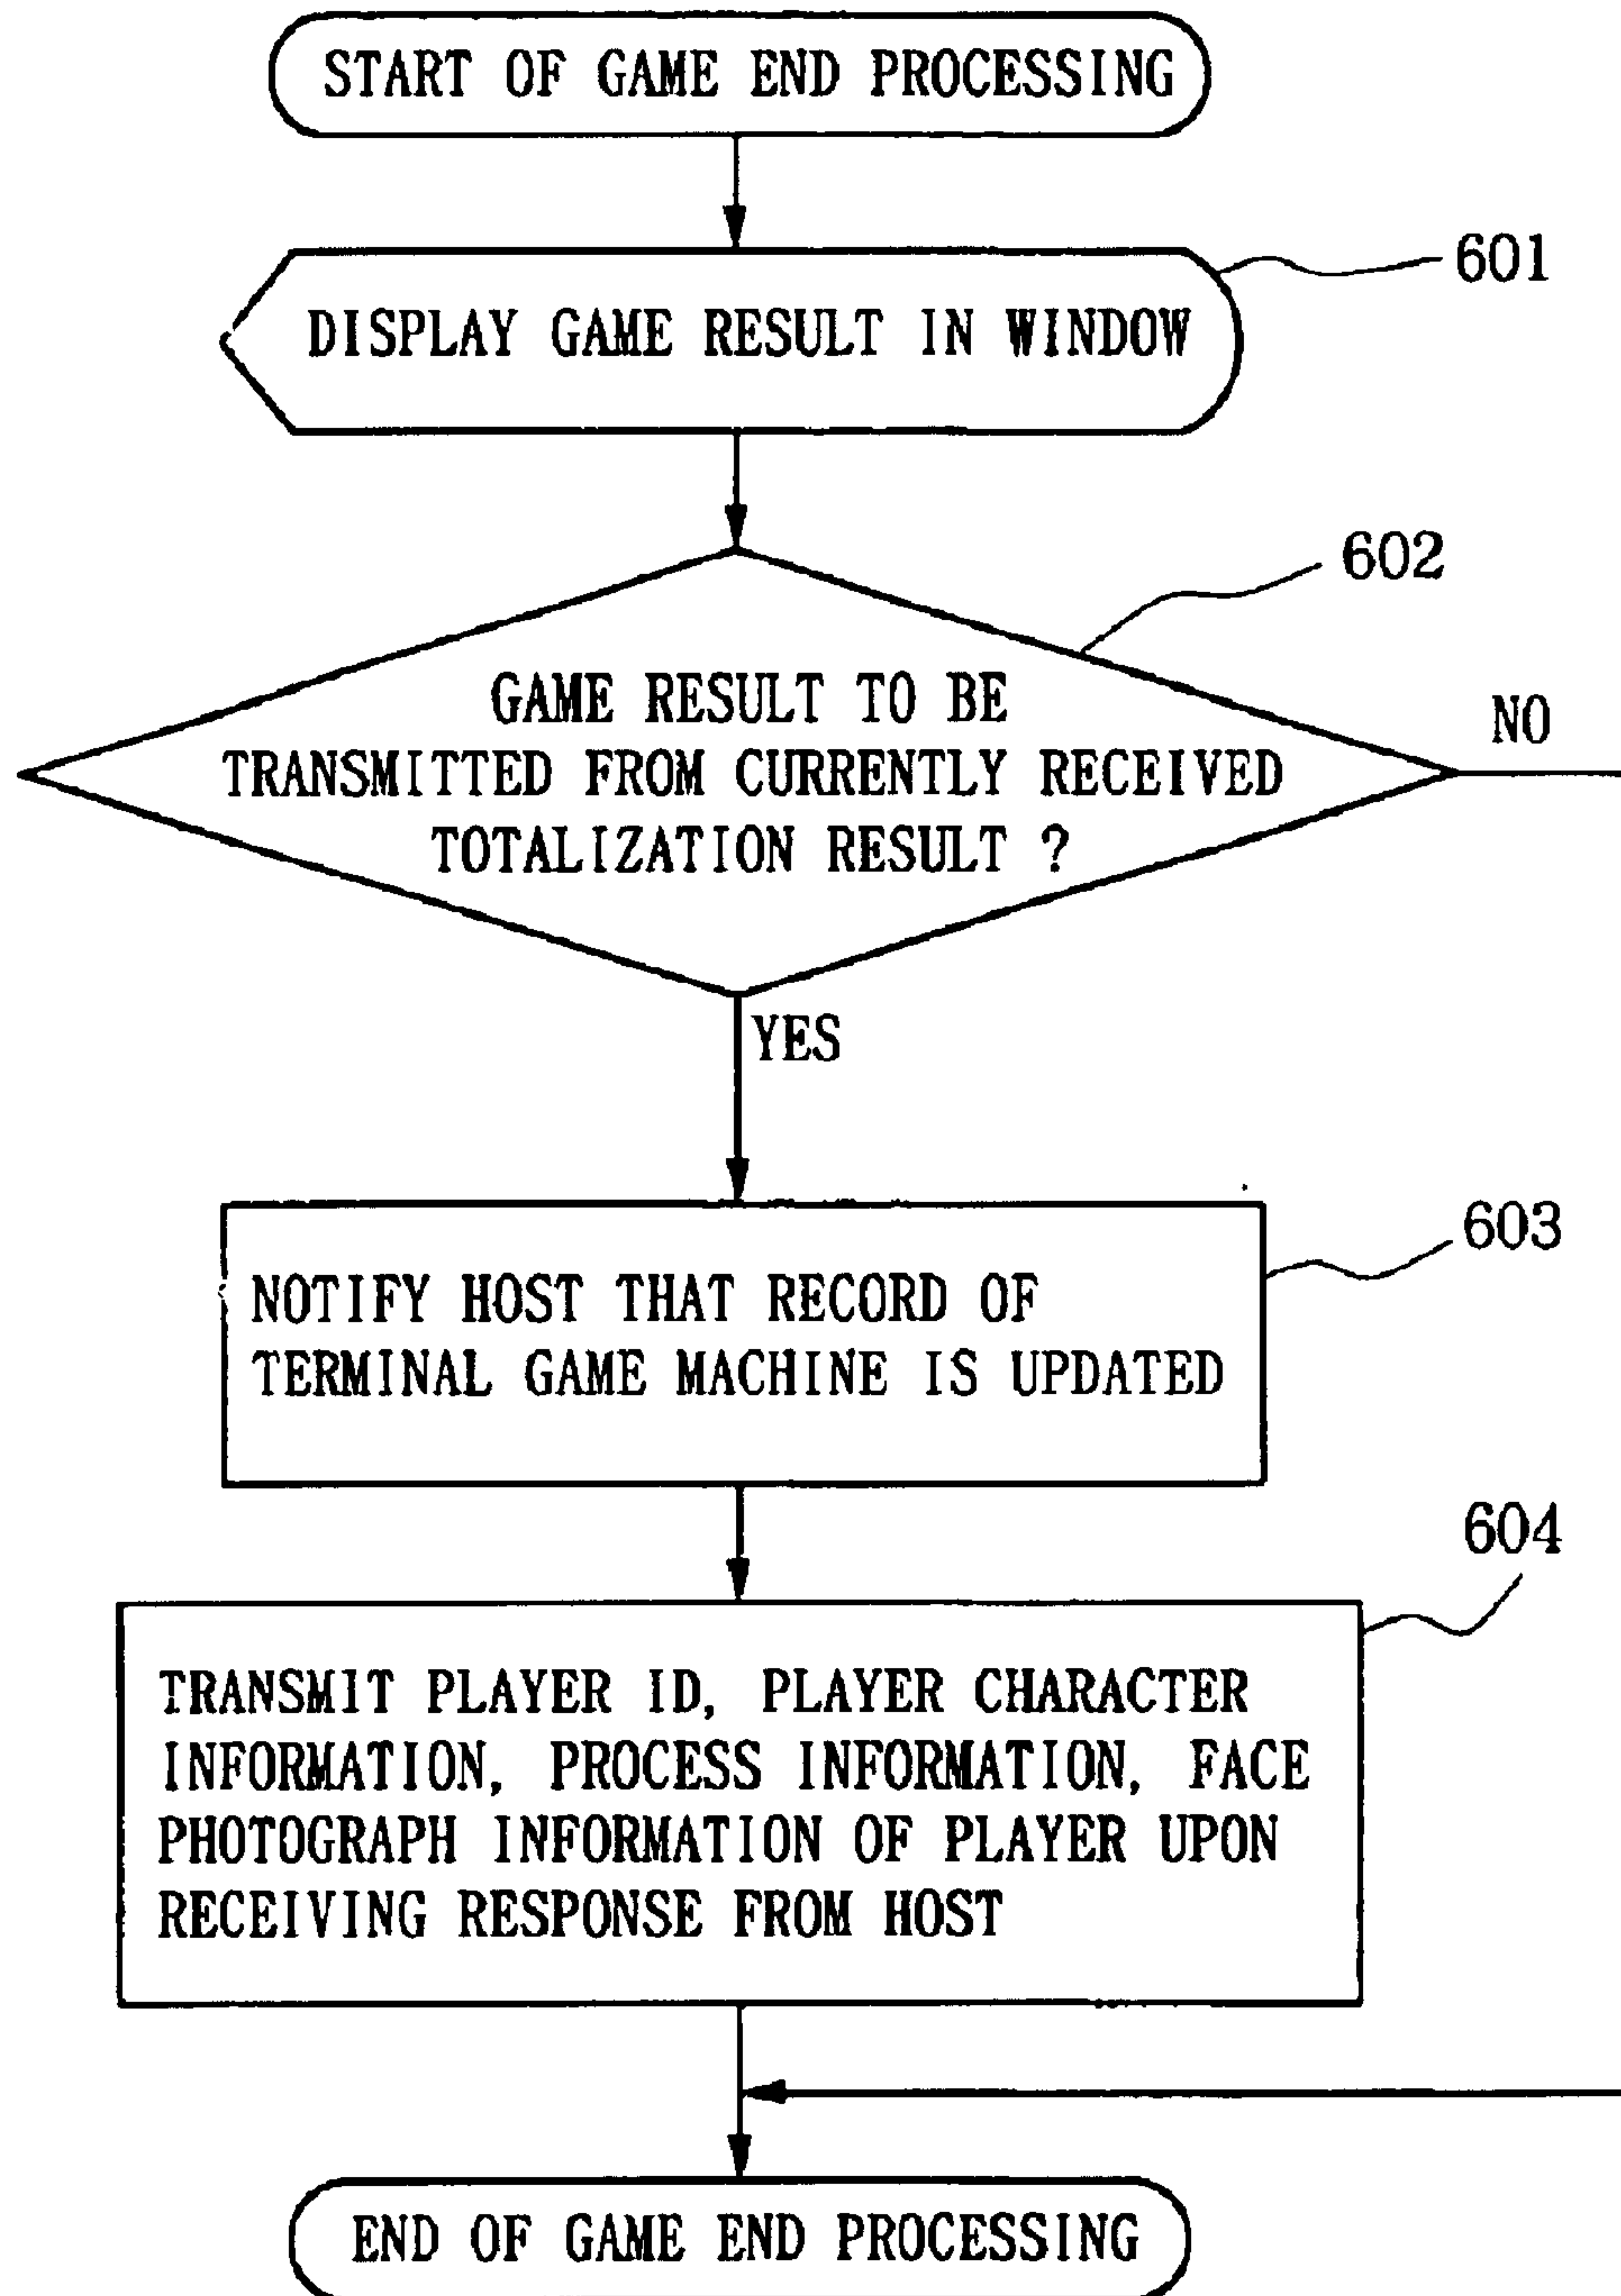 START OF GAME END PROCESSING
601
DISPLAY GAME RESULT IN WINDOW
602
GAME RESULT TO BE
TRANSMITTED FROM CURRENTLY RECEIVED
TOTALIZATION RESULT ?
NO
YES
603
NOTIFY HOST THAT RECORD OF
TERMINAL GAME MACHINE IS UPDATED
604
TRANSMIT PLAYER ID, PLAYER CHARACTER
INFORMATION, PROCESS INFORMATION, FACE
PHOTOGRAPH INFORMATION OF PLAYER UPON
RECEIVING RESPONSE FROM HOST
END OF GAME END PROCESSING